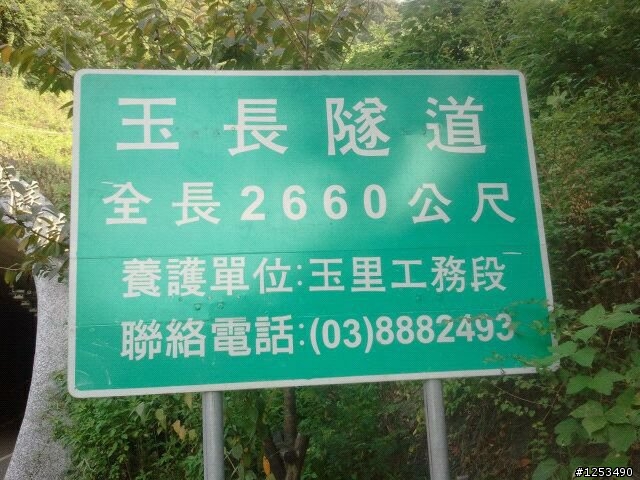 玉長隧道
全長2660公尺
養護單位:玉里工務段
聯絡電話:(03)8882493
#1253490